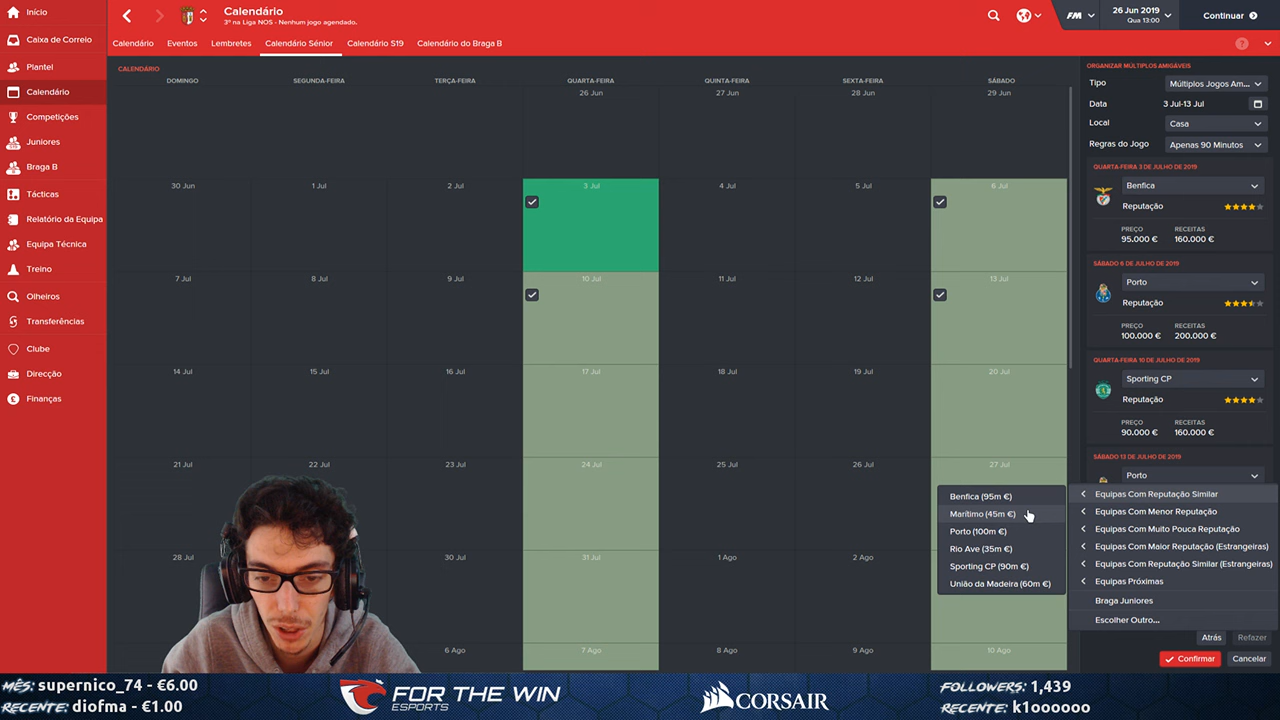 Início
Caixa de Correio
Plantel
Calendário
Competições
Juniores
Braga B
Tácticas
Relatório da Equipa
Equipa Técnica
Treino
Olheiros
Transferências
Clube
Direcção
Finanças
Calendário
3º na Liga NOS - Nenhum jogo agendado.
FM
26 Jun 2019
Qua 13:00
Continuar
Calendário Eventos Lembretes Calendário Sénior Calendário S19 Calendário do Braga B
CALENDÁRIO
DOMINGO SEGUNDA-FEIRA TERÇA-FEIRA QUARTA-FEIRA QUINTA-FEIRA SEXTA-FEIRA SÁBADO
26 Jun 27 Jun 28 Jun 29 Jun
30 Jun 1 Jul 2 Jul 3 Jul 4 Jul 5 Jul 6 Jul
7 Jul 8 Jul 9 Jul 10 Jul 11 Jul 12 Jul 13 Jul
14 Jul 15 Jul 16 Jul 17 Jul 18 Jul 19 Jul 20 Jul
21 Jul 22 Jul 23 Jul 24 Jul 25 Jul 26 Jul 27 Jul
28 Jul 30 Jul 31 Jul 1 Ago 2 Ago
6 Ago 7 Ago 8 Ago 9 Ago 10 Ago
ORGANIZAR MÚLTIPLOS AMIGÁVEIS
Tipo Múltiplos Jogos Am...
Data 3 Jul-13 Jul
Local Casa
Regras do Jogo Apenas 90 Minutos
QUARTA-FEIRA 3 DE JULHO DE 2019
Benfica
Reputação
PREÇO RECEITAS
95.000 € 160.000 €
SÁBADO 6 DE JULHO DE 2019
Porto
Reputação
PREÇO RECEITAS
100.000 € 200.000 €
QUARTA-FEIRA 10 DE JULHO DE 2019
Sporting CP
Reputação
PREÇO RECEITAS
90.000 € 160.000 €
SÁBADO 13 DE JULHO DE 2019
Porto
Equipas Com Reputação Similar
Equipas Com Menor Reputação
Equipas Com Muito Pouca Reputação
Equipas Com Maior Reputação (Estrangeiras)
Equipas Com Reputação Similar (Estrangeiras)
Equipas Próximas
Braga Juniores
Escolher Outro...
Benfica (95m €)
Marítimo (45m €)
Porto (100m €)
Rio Ave (35m €)
Sporting CP (90m €)
União da Madeira (60m €)
Atrás Refazer
Confirmar Cancelar
MÊS: supernico_74 - €6.00
RECENTE: diofma - €1.00
FOR THE WIN
ESPORTS
CORSAIR
FOLLOWERS: 1,439
RECENTE: k1oooooo